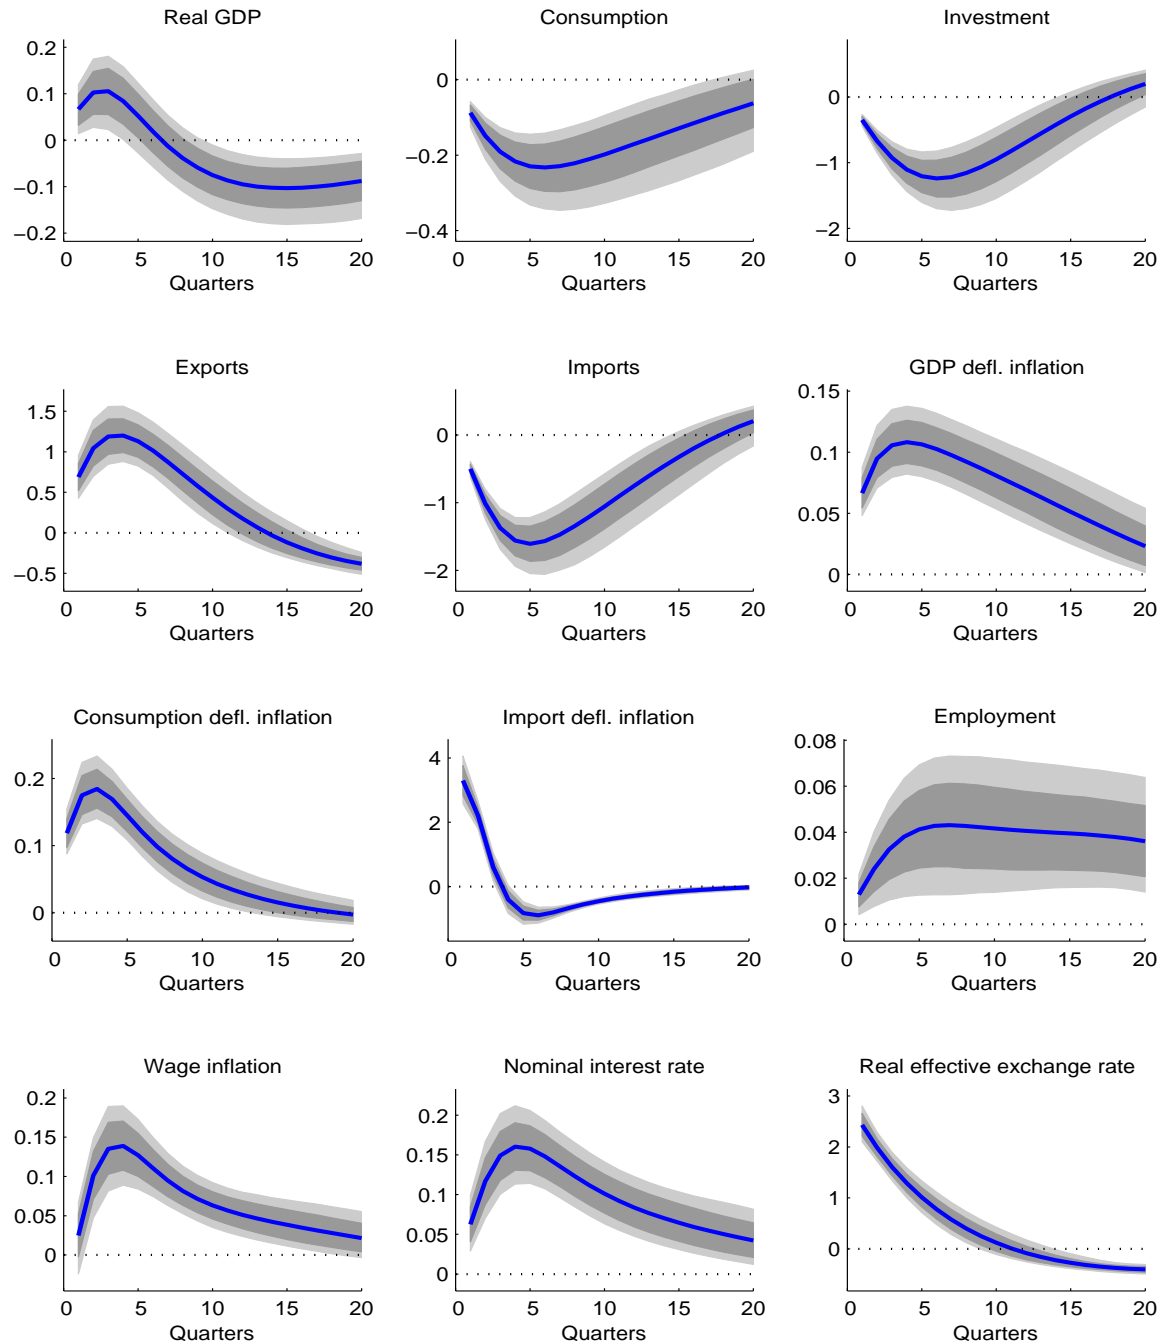 Real GDP
0.2
0.1
0
−0.1
−0.2
0 5 10 15 20
Quarters
Consumption
0
−0.2
−0.4
0 5 10 15 20
Quarters
Investment
0
−1
−2
0 5 10 15 20
Quarters
Exports
1.5
1
0.5
0
−0.5
0 5 10 15 20
Quarters
Imports
0
−1
−2
0 5 10 15 20
Quarters
GDP defl. inflation
0.15
0.1
0.05
0
0 5 10 15 20
Quarters
Consumption defl. inflation
0.2
0.1
0
0 5 10 15 20
Quarters
Import defl. inflation
4
2
0
0 5 10 15 20
Quarters
Employment
0.08
0.06
0.04
0.02
0
0 5 10 15 20
Quarters
Wage inflation
0.2
0.15
0.1
0.05
0
0 5 10 15 20
Quarters
Nominal interest rate
0.2
0.15
0.1
0.05
0
0 5 10 15 20
Quarters
Real effective exchange rate
3
2
1
0
0 5 10 15 20
Quarters